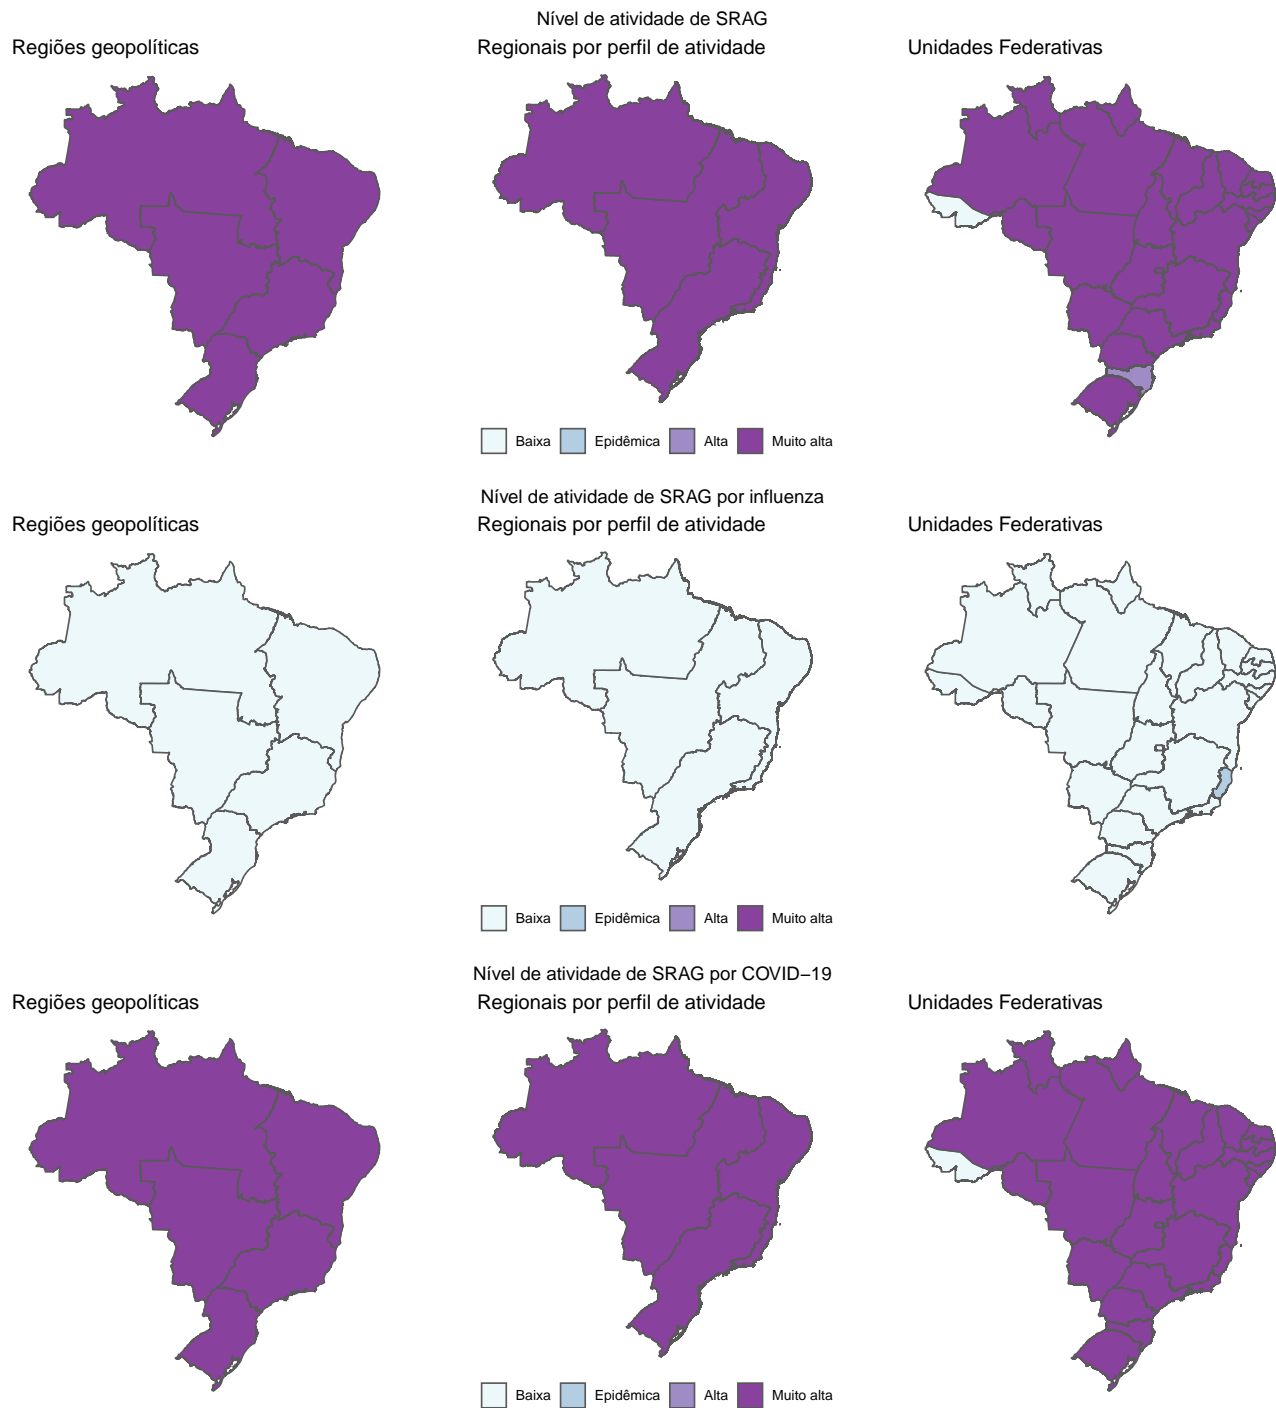 Nível de atividade de SRAG
Regiões geopolíticas
Regionais por perfil de atividade
Unidades Federativas
Baixa
Epidêmica
Alta
Muito alta
Nível de atividade de SRAG por influenza
Regiões geopolíticas
Regionais por perfil de atividade
Unidades Federativas
Baixa
Epidêmica
Alta
Muito alta
Nível de atividade de SRAG por COVID−19
Regiões geopolíticas
Regionais por perfil de atividade
Unidades Federativas
Baixa
Epidêmica
Alta
Muito alta